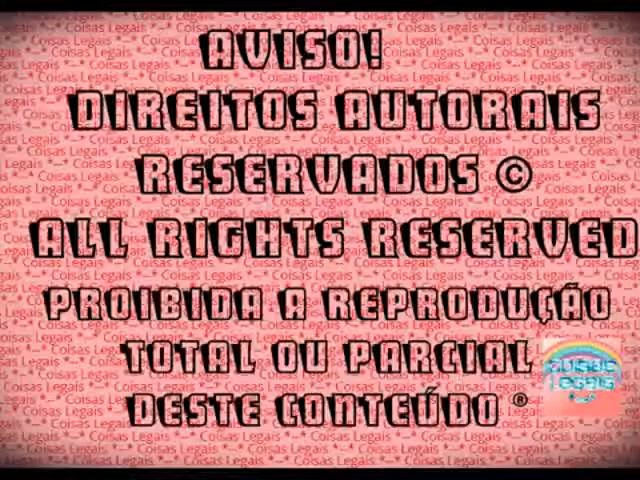 AVISO!
DIREITOS AUTORAIS
RESERVADOS ©
ALL RIGHTS RESERVED
PROIBIDA A REPRODUÇÃO
TOTAL OU PARCIAL
DESTE CONTEÚDO ®
Coisas Legais